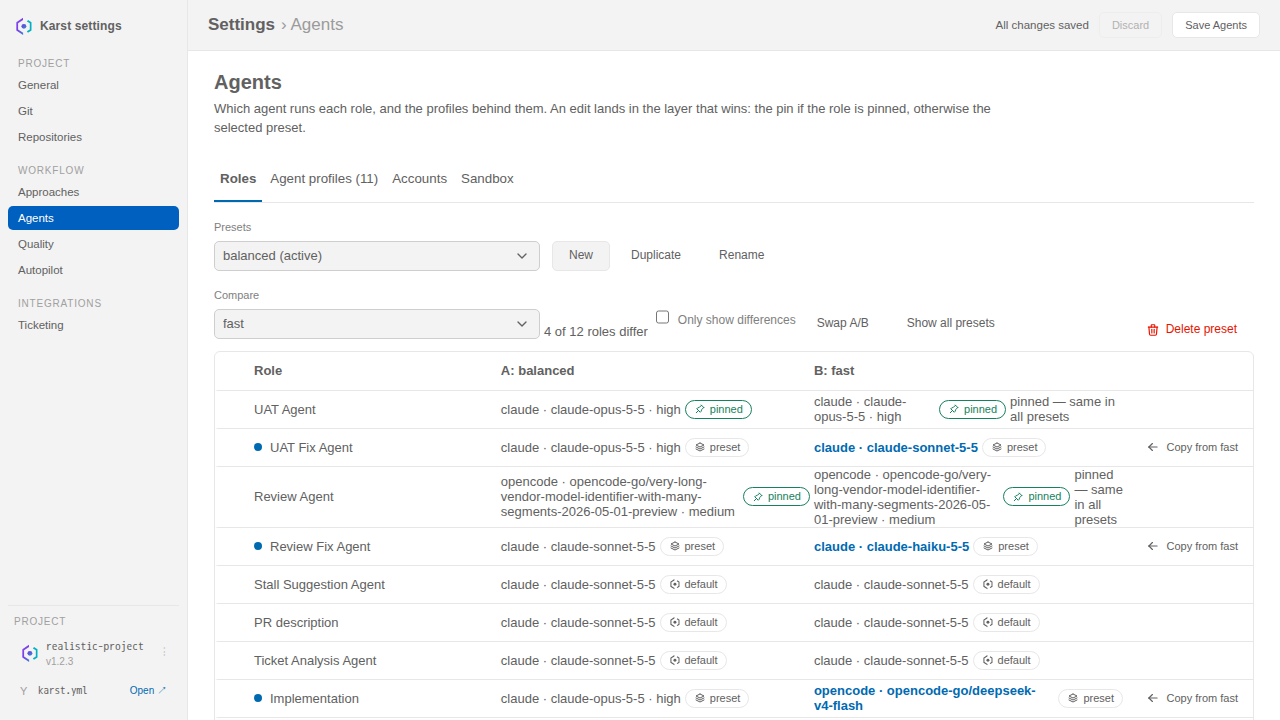 Karst settings
Settings › Agents
All changes saved
Discard
Save Agents
PROJECT
General
Git
Repositories
WORKFLOW
Approaches
Agents
Quality
Autopilot
INTEGRATIONS
Ticketing
PROJECT
realistic-project
v1.2.3
karst.yml
Open ↗
Agents
Which agent runs each role, and the profiles behind them. An edit lands in the layer that wins: the pin if the role is pinned, otherwise the
selected preset.
Roles
Agent profiles (11)
Accounts
Sandbox
Presets
balanced (active)
New
Duplicate
Rename
Compare
fast
4 of 12 roles differ
Only show differences
Swap A/B
Show all presets
Delete preset
Role
A: balanced
B: fast
UAT Agent
claude · claude-opus-5-5 · high
pinned
claude · claude-
opus-5-5 · high
pinned
pinned — same in
all presets
UAT Fix Agent
claude · claude-opus-5-5 · high
preset
claude · claude-sonnet-5-5
preset
Copy from fast
Review Agent
opencode · opencode-go/very-long-
vendor-model-identifier-with-many-
segments-2026-05-01-preview · medium
pinned
opencode · opencode-go/very-
long-vendor-model-identifier-
with-many-segments-2026-05-
01-preview · medium
pinned
pinned
— same
in all
presets
Review Fix Agent
claude · claude-sonnet-5-5
preset
claude · claude-haiku-5-5
preset
Copy from fast
Stall Suggestion Agent
claude · claude-sonnet-5-5
default
claude · claude-sonnet-5-5
default
PR description
claude · claude-sonnet-5-5
default
claude · claude-sonnet-5-5
default
Ticket Analysis Agent
claude · claude-sonnet-5-5
default
claude · claude-sonnet-5-5
default
Implementation
claude · claude-opus-5-5 · high
preset
opencode · opencode-go/deepseek-
v4-flash
preset
Copy from fast